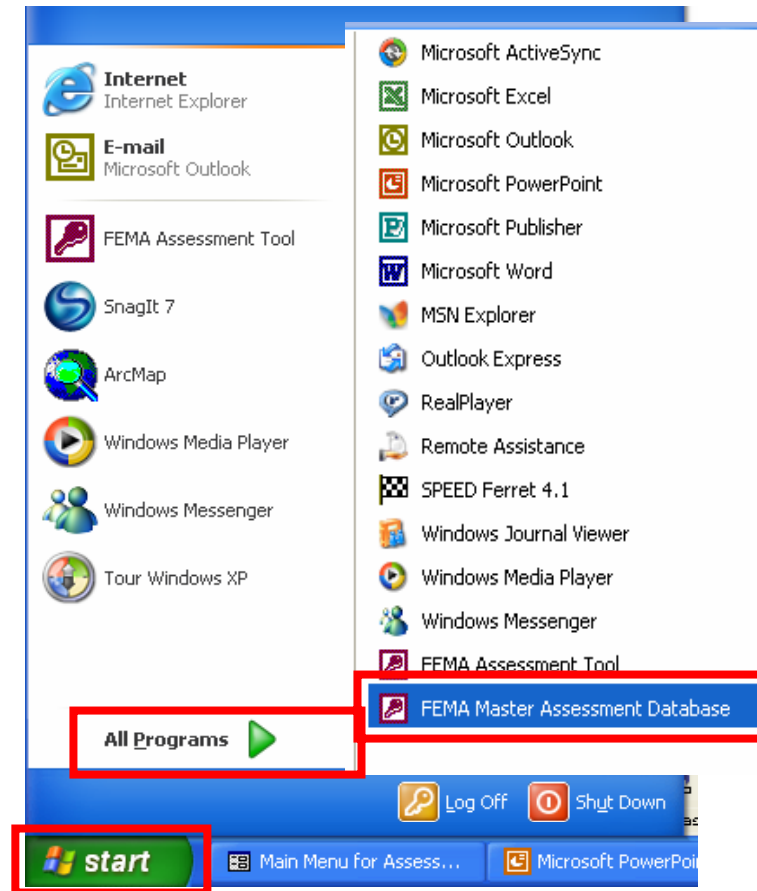 Internet
Internet Explorer
E-mail
Microsoft Outlook
FEMA Assessment Tool
SnagIt 7
ArcMap
Windows Media Player
Windows Messenger
Tour Windows XP
All Programs
Microsoft ActiveSync
Microsoft Excel
Microsoft Outlook
Microsoft PowerPoint
Microsoft Publisher
Microsoft Word
MSN Explorer
Outlook Express
RealPlayer
Remote Assistance
SPEED Ferret 4.1
Windows Journal Viewer
Windows Media Player
Windows Messenger
FEMA Assessment Tool
FEMA Master Assessment Database
Log Off Shut Down
start Main Menu for Assess... Microsoft PowerPoi